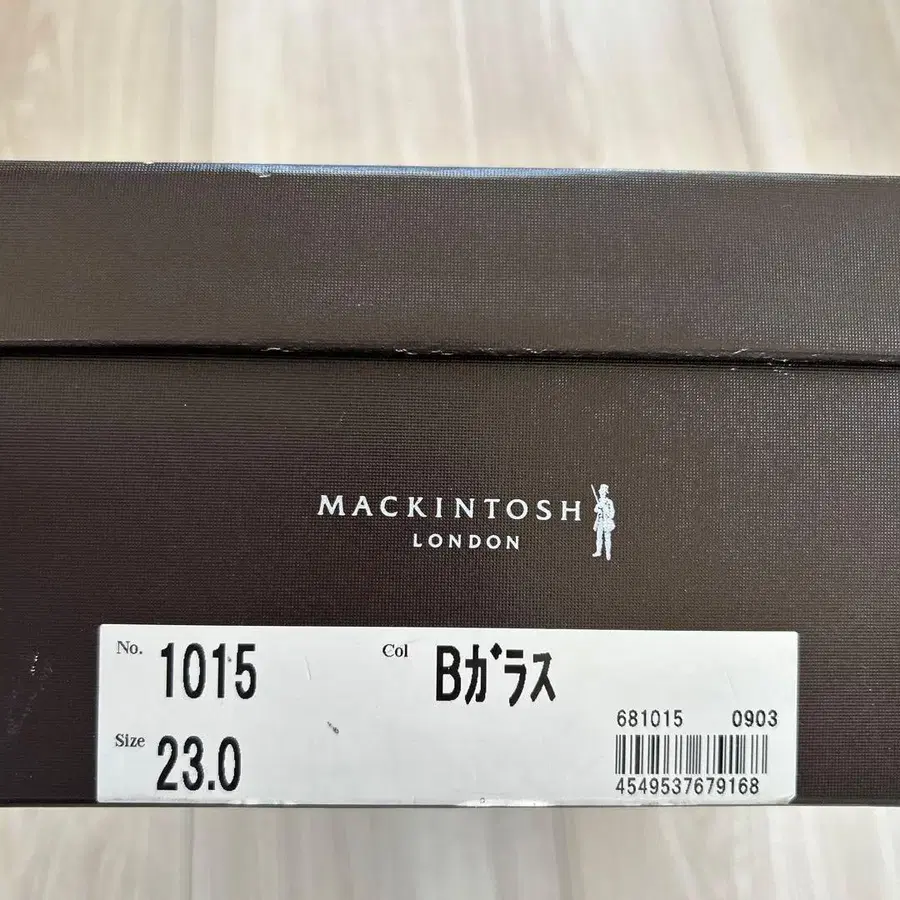 MACKINTOSH
LONDON
No. 1015 Col Bガラス
681015 0903
Size 23.0
4549537679168